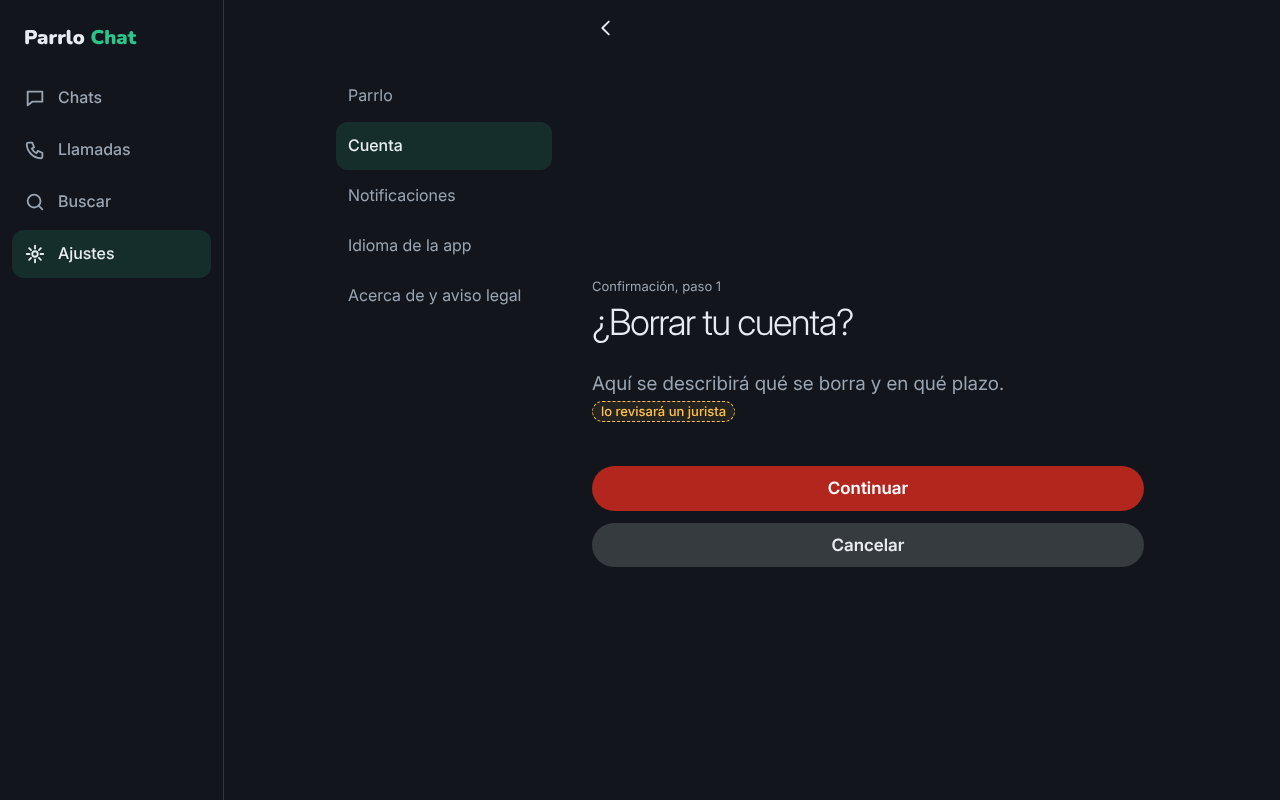 Parrlo Chat
Chats
Llamadas
Buscar
Ajustes
Parrlo
Cuenta
Notificaciones
Idioma de la app
Acerca de y aviso legal
Confirmación, paso 1
¿Borrar tu cuenta?
Aquí se describirá qué se borra y en qué plazo.
lo revisará un jurista
Continuar
Cancelar